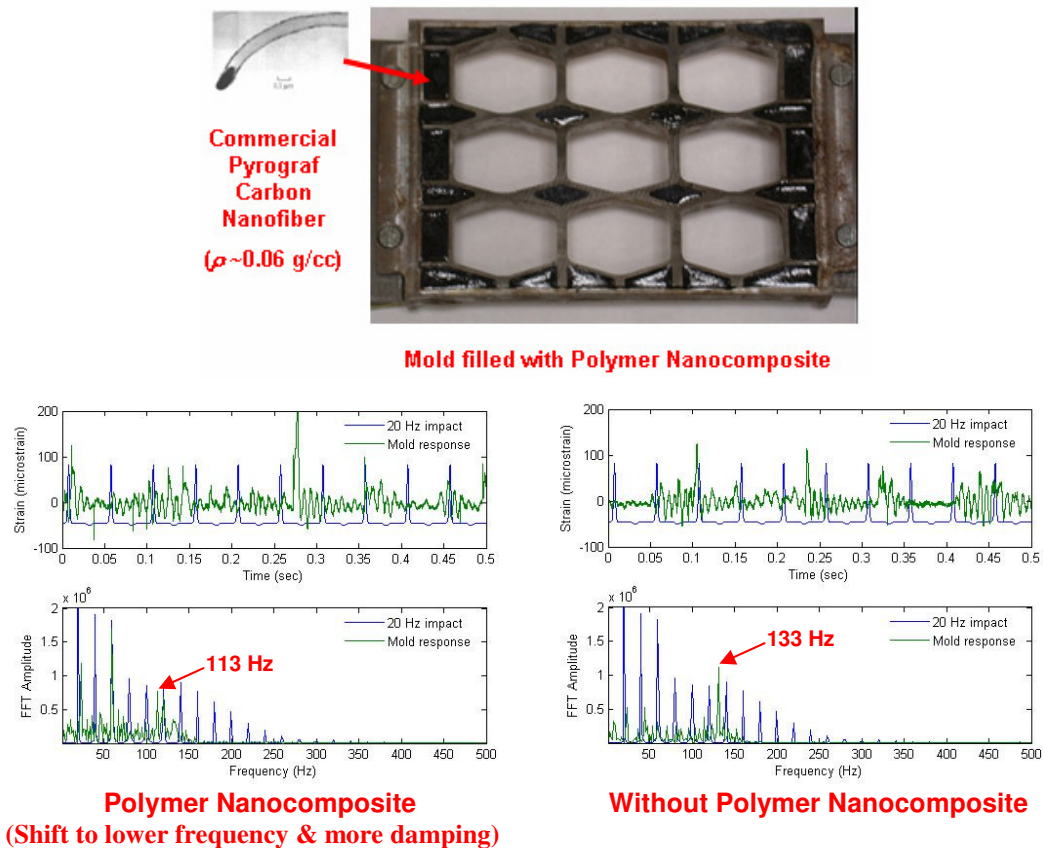 0.2 μm
Commercial
Pyrograf
Carbon
Nanofiber
(ρ~0.06 g/cc)
Mold filled with Polymer Nanocomposite
200
100
0
-100
Strain (microstrain)
20 Hz impact
Mold response
0 0.05 0.1 0.15 0.2 0.25 0.3 0.35 0.4 0.45 0.5
Time (sec)
x 10^6
2
1.5
1
0.5
FFT Amplitude
20 Hz impact
Mold response
113 Hz
50 100 150 200 250 300 350 400 450 500
Frequency (Hz)
Polymer Nanocomposite
(Shift to lower frequency & more damping)
200
100
0
-100
Strain (microstrain)
20 Hz impact
Mold response
0 0.05 0.1 0.15 0.2 0.25 0.3 0.35 0.4 0.45 0.5
Time (sec)
x 10^6
2
1.5
1
0.5
FFT Amplitude
20 Hz impact
Mold response
133 Hz
50 100 150 200 250 300 350 400 450 500
Frequency (Hz)
Without Polymer Nanocomposite